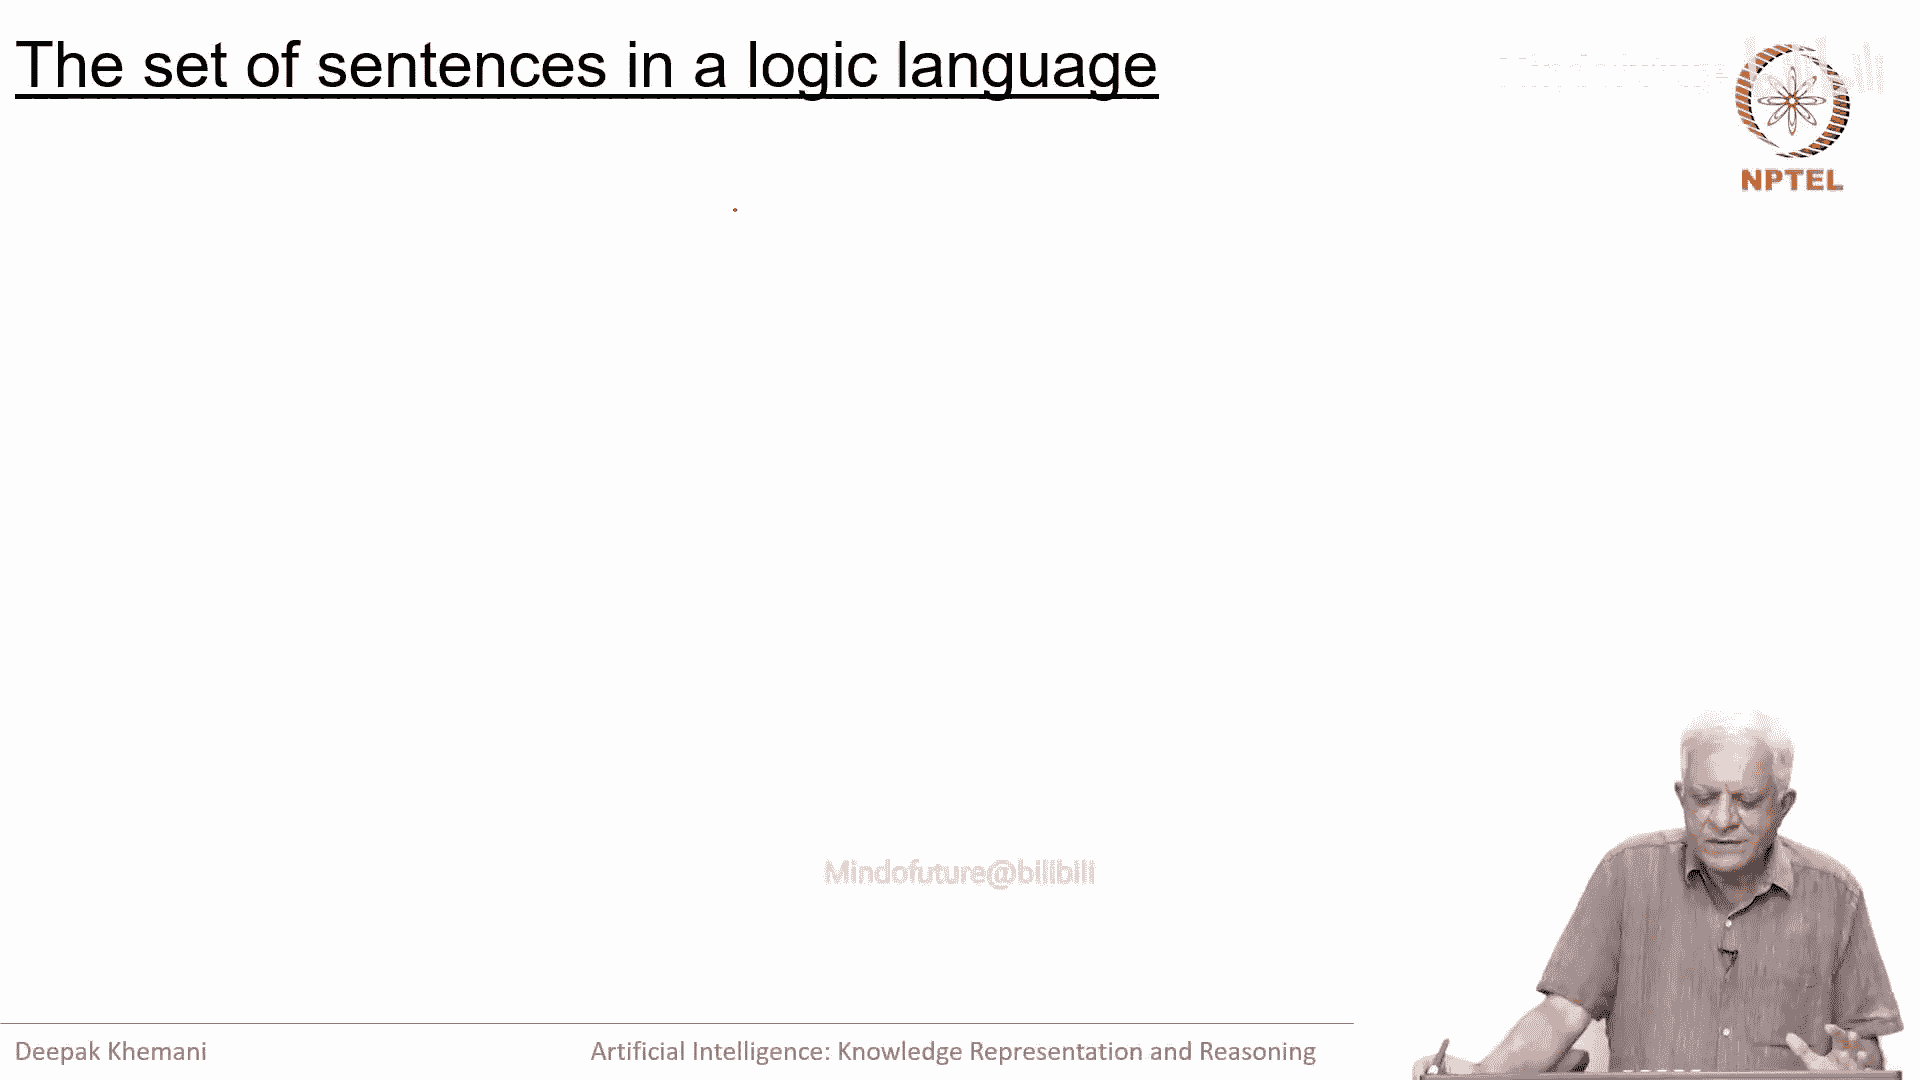 The set of sentences in a logic language
NPTEL
Mindofuture@bilibili
Deepak Khemani
Artificial Intelligence: Knowledge Representation and Reasoning